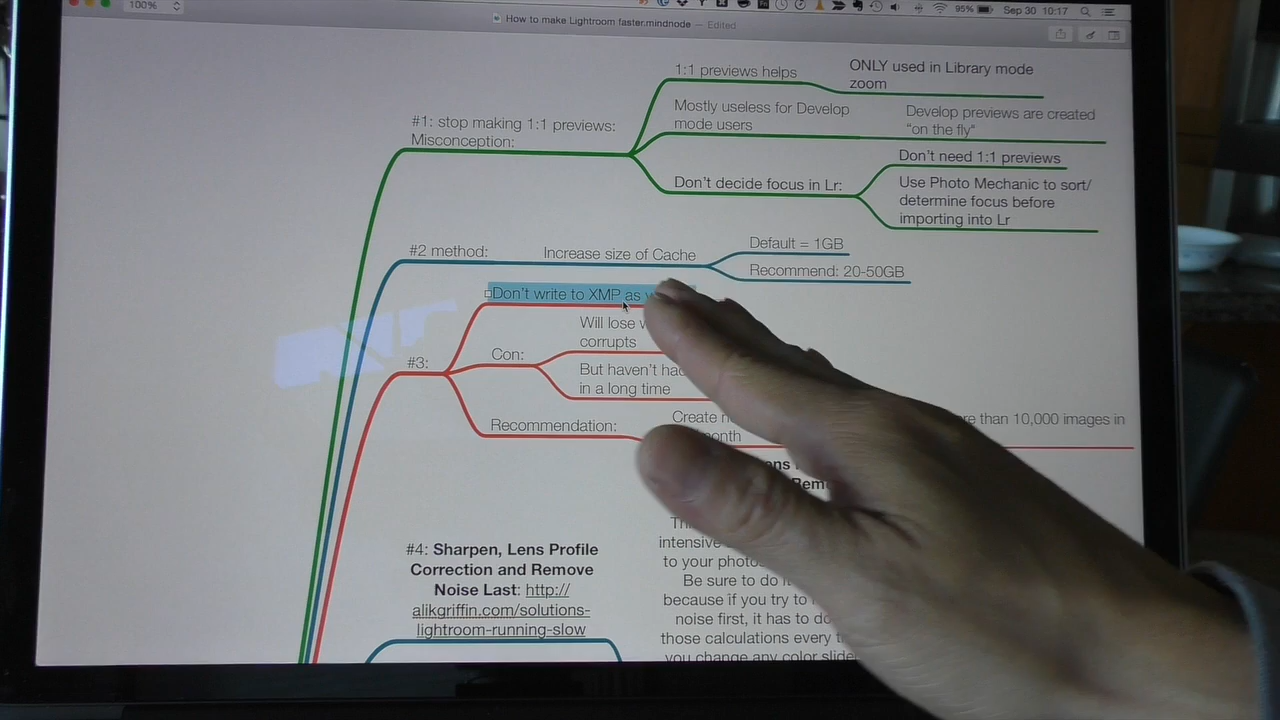 100%
95%
Sep 30 10:17
How to make Lightroom faster.mindnode — Edited
1:1 previews helps
ONLY used in Library mode
zoom
#1: stop making 1:1 previews:
Misconception:
Mostly useless for Develop
mode users
Develop previews are created
"on the fly"
Don't decide focus in Lr:
Don't need 1:1 previews
Use Photo Mechanic to sort/
determine focus before
importing into Lr
#2 method:
Increase size of Cache
Default = 1GB
Recommend: 20-50GB
#3:
Don't write to XMP as
Con:
Will lose
corrupts
But haven't had
in a long time
Recommendation:
Create
than 10,000 images in
#4: Sharpen, Lens Profile
Correction and Remove
Noise Last: http://
alikgriffin.com/solutions-
lightroom-running-slow
intensive
to your photos
Be sure to do
because if you try to
noise first, it has to do
those calculations every
you change any color slide